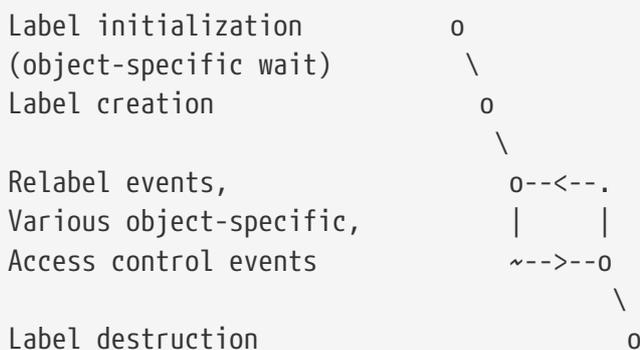 Label initialization          o
(object-specific wait)         \
Label creation                  o
                                 \
Relabel events,                   o--<--.
Various object-specific,          |     |
Access control events             ~-->--o
                                         \
Label destruction                         o